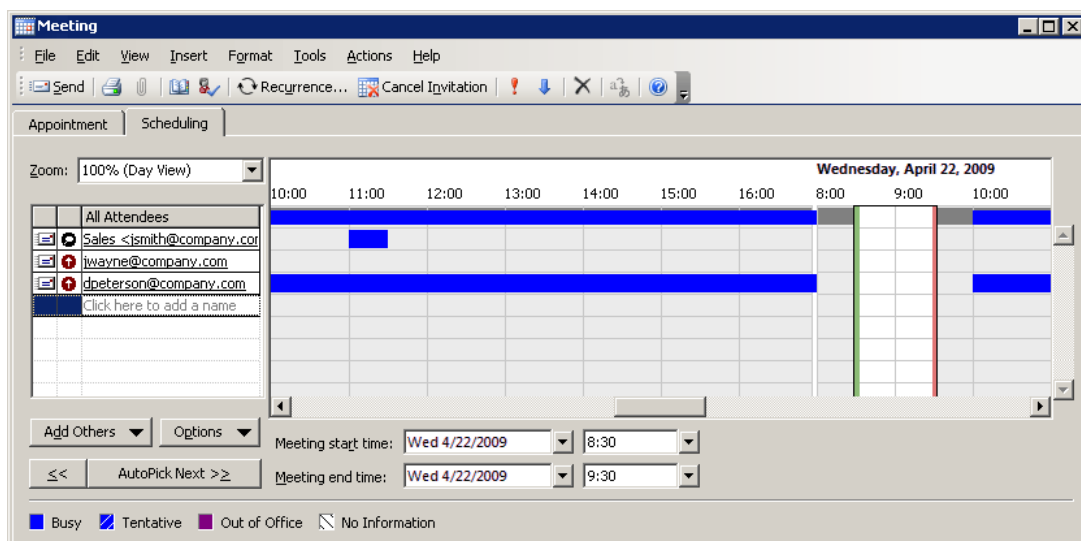 Meeting
File Edit View Insert Format Tools Actions Help
Send Recurrence... Cancel Invitation
Appointment Scheduling
Zoom: 100% (Day View)
Wednesday, April 22, 2009
10:00 11:00 12:00 13:00 14:00 15:00 16:00 8:00 9:00 10:00
All Attendees
Sales <jsmith@company.cor
jwayne@company.com
dpeterson@company.com
Click here to add a name
Add Others Options
Meeting start time: Wed 4/22/2009 8:30
<< AutoPick Next >>
Meeting end time: Wed 4/22/2009 9:30
Busy Tentative Out of Office No Information